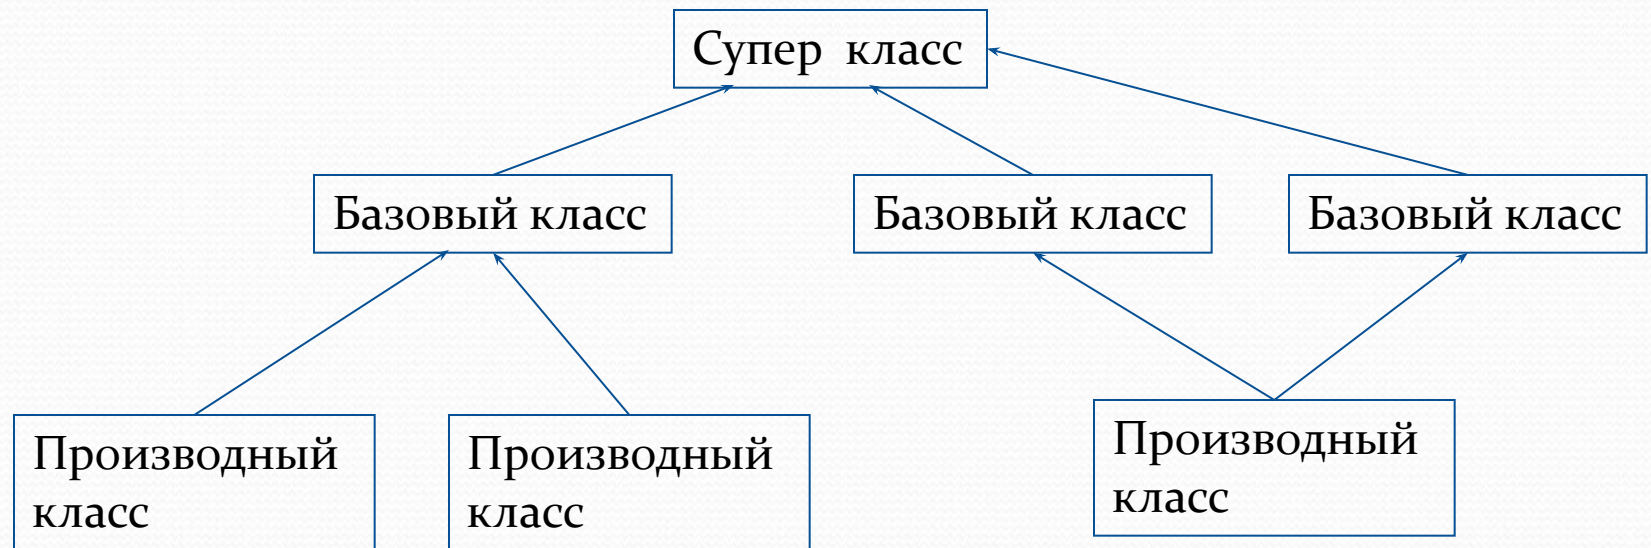 Супер класс
Базовый класс
Базовый класс
Базовый класс
Производный
класс
Производный
класс
Производный
класс